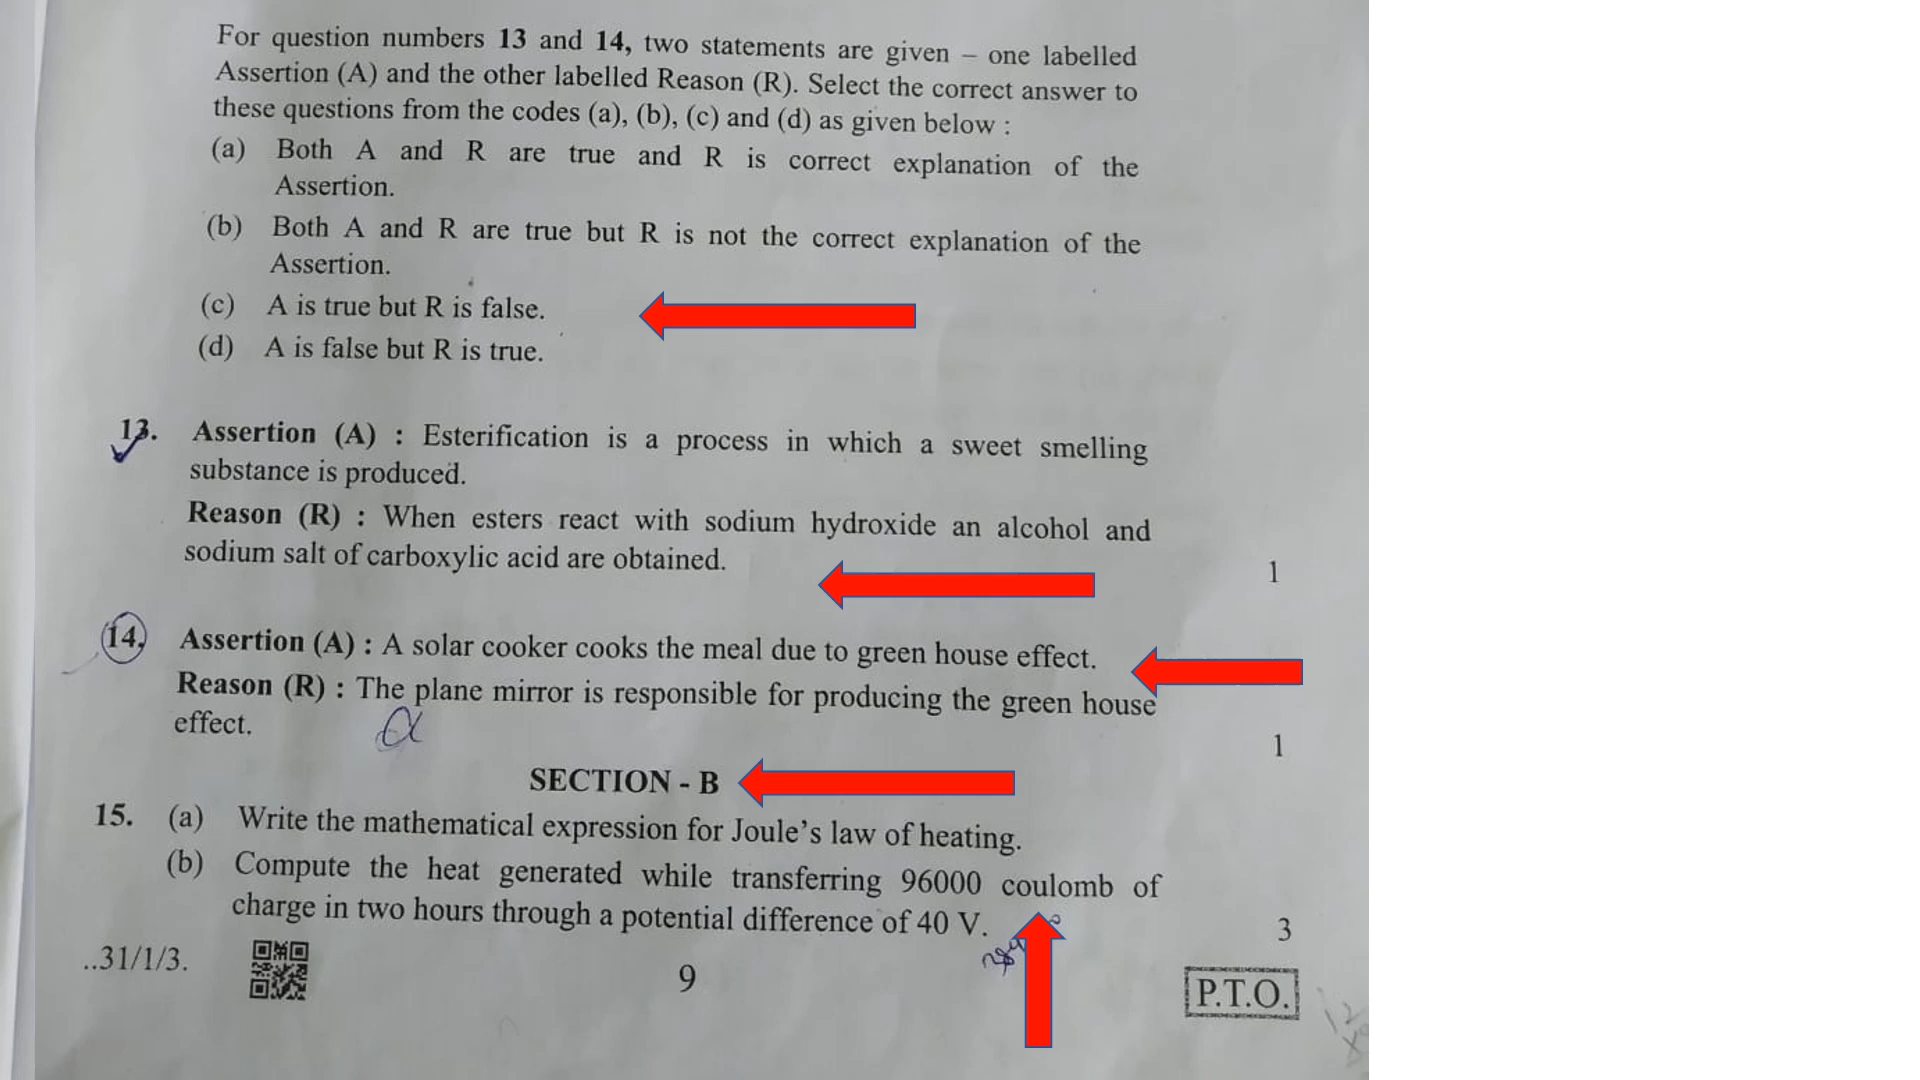 For question numbers 13 and 14, two statements are given – one labelled
Assertion (A) and the other labelled Reason (R). Select the correct answer to
these questions from the codes (a), (b), (c) and (d) as given below :
(a) Both A and R are true and R is correct explanation of the
Assertion.
(b) Both A and R are true but R is not the correct explanation of the
Assertion.
(c) A is true but R is false.
(d) A is false but R is true.
13. Assertion (A) : Esterification is a process in which a sweet smelling
substance is produced.
Reason (R) : When esters react with sodium hydroxide an alcohol and
sodium salt of carboxylic acid are obtained.
1
14. Assertion (A) : A solar cooker cooks the meal due to green house effect.
Reason (R) : The plane mirror is responsible for producing the green house
effect.
1
SECTION - B
15. (a) Write the mathematical expression for Joule's law of heating.
(b) Compute the heat generated while transferring 96000 coulomb of
charge in two hours through a potential difference of 40 V.
3
..31/1/3.
9
P.T.O.